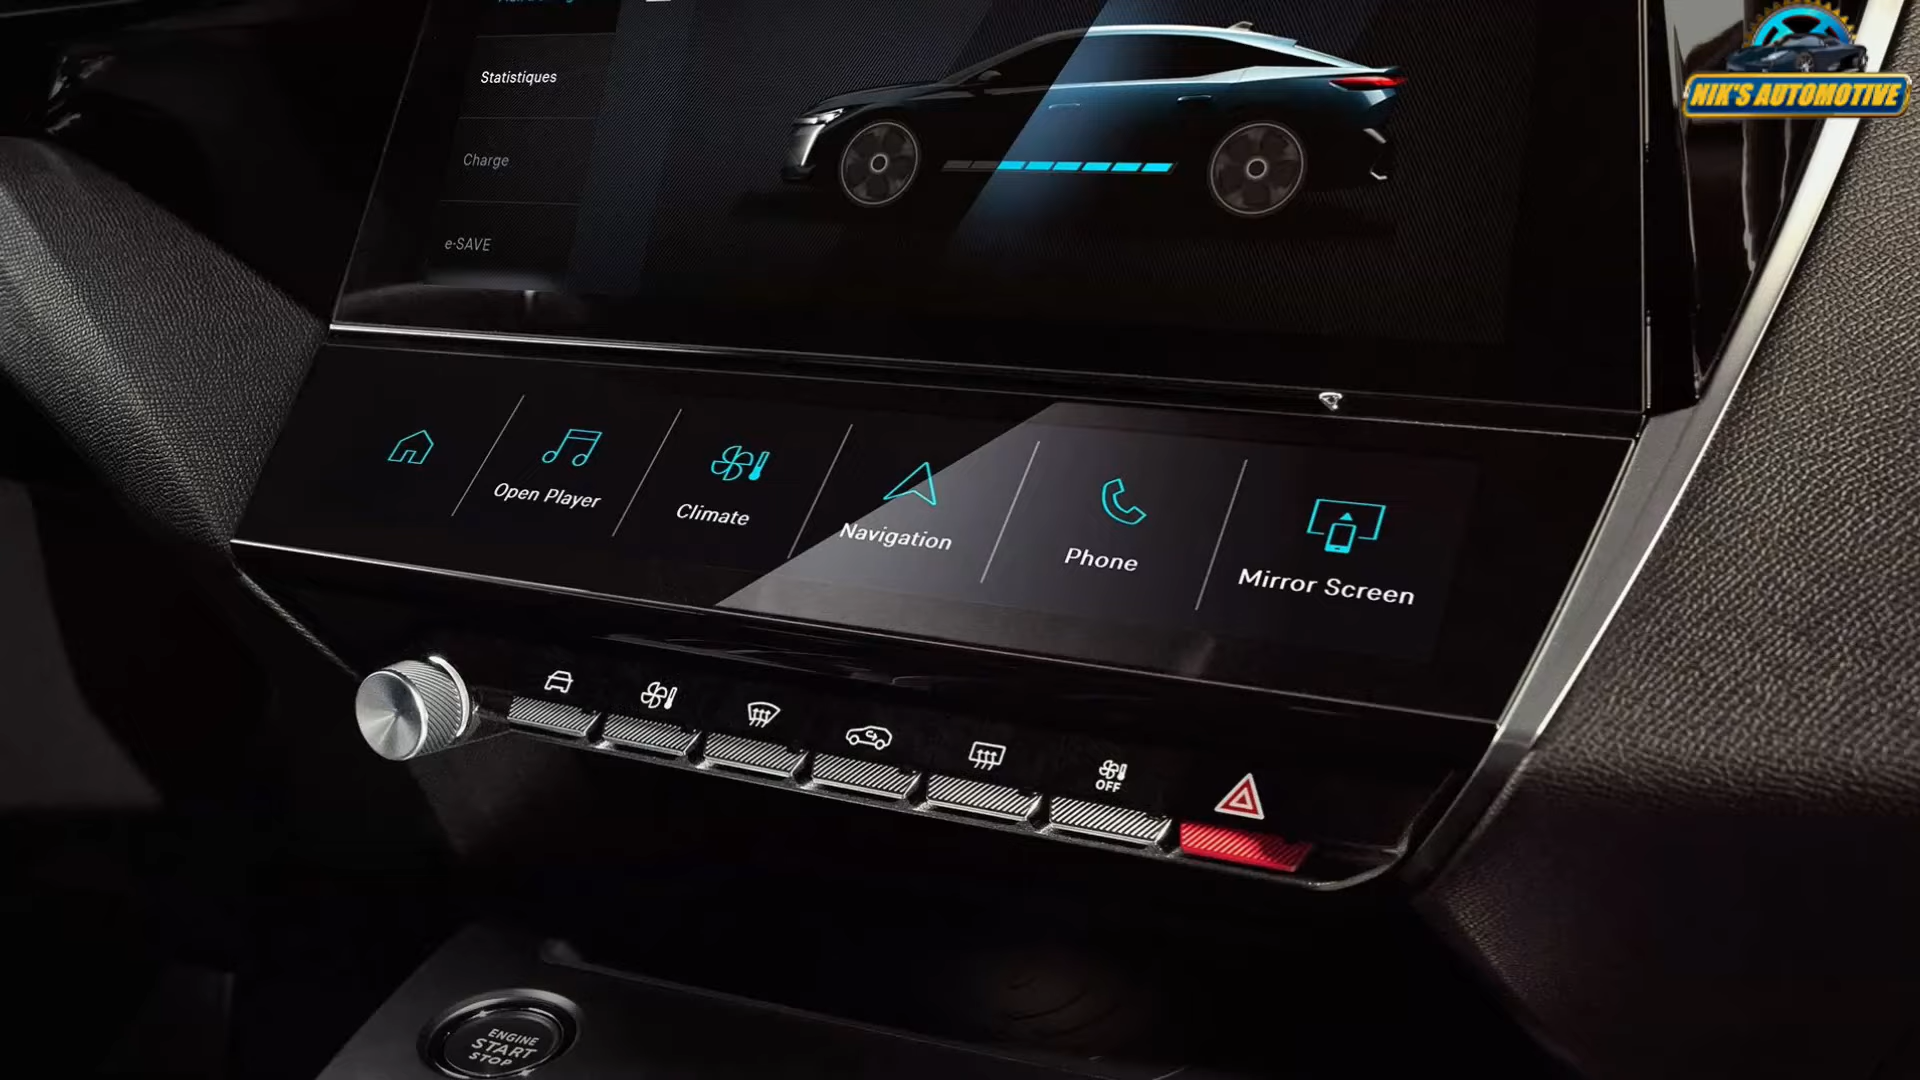 Statistiques
Charge
e-SAVE
NIK'S AUTOMOTIVE
Open Player
Climate
Navigation
Phone
Mirror Screen
OFF
ENGINE
START
STOP